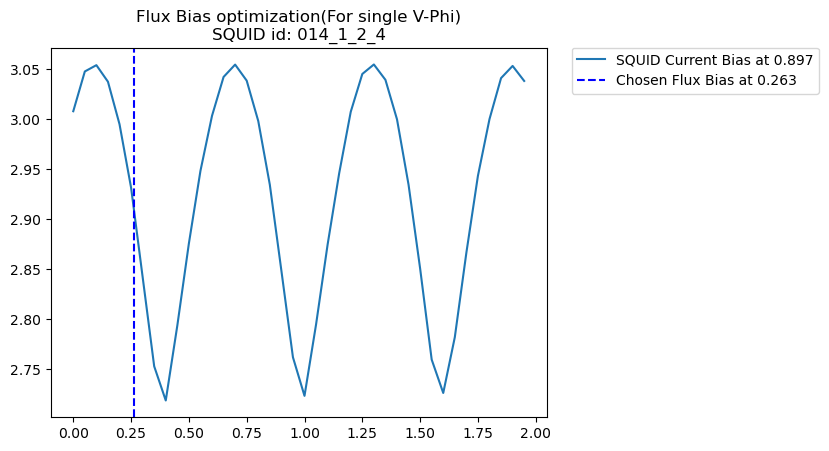 Flux Bias optimization(For single V-Phi)
SQUID id: 014_1_2_4
SQUID Current Bias at 0.897
Chosen Flux Bias at 0.263
3.05
3.00
2.95
2.90
2.85
2.80
2.75
0.00 0.25 0.50 0.75 1.00 1.25 1.50 1.75 2.00